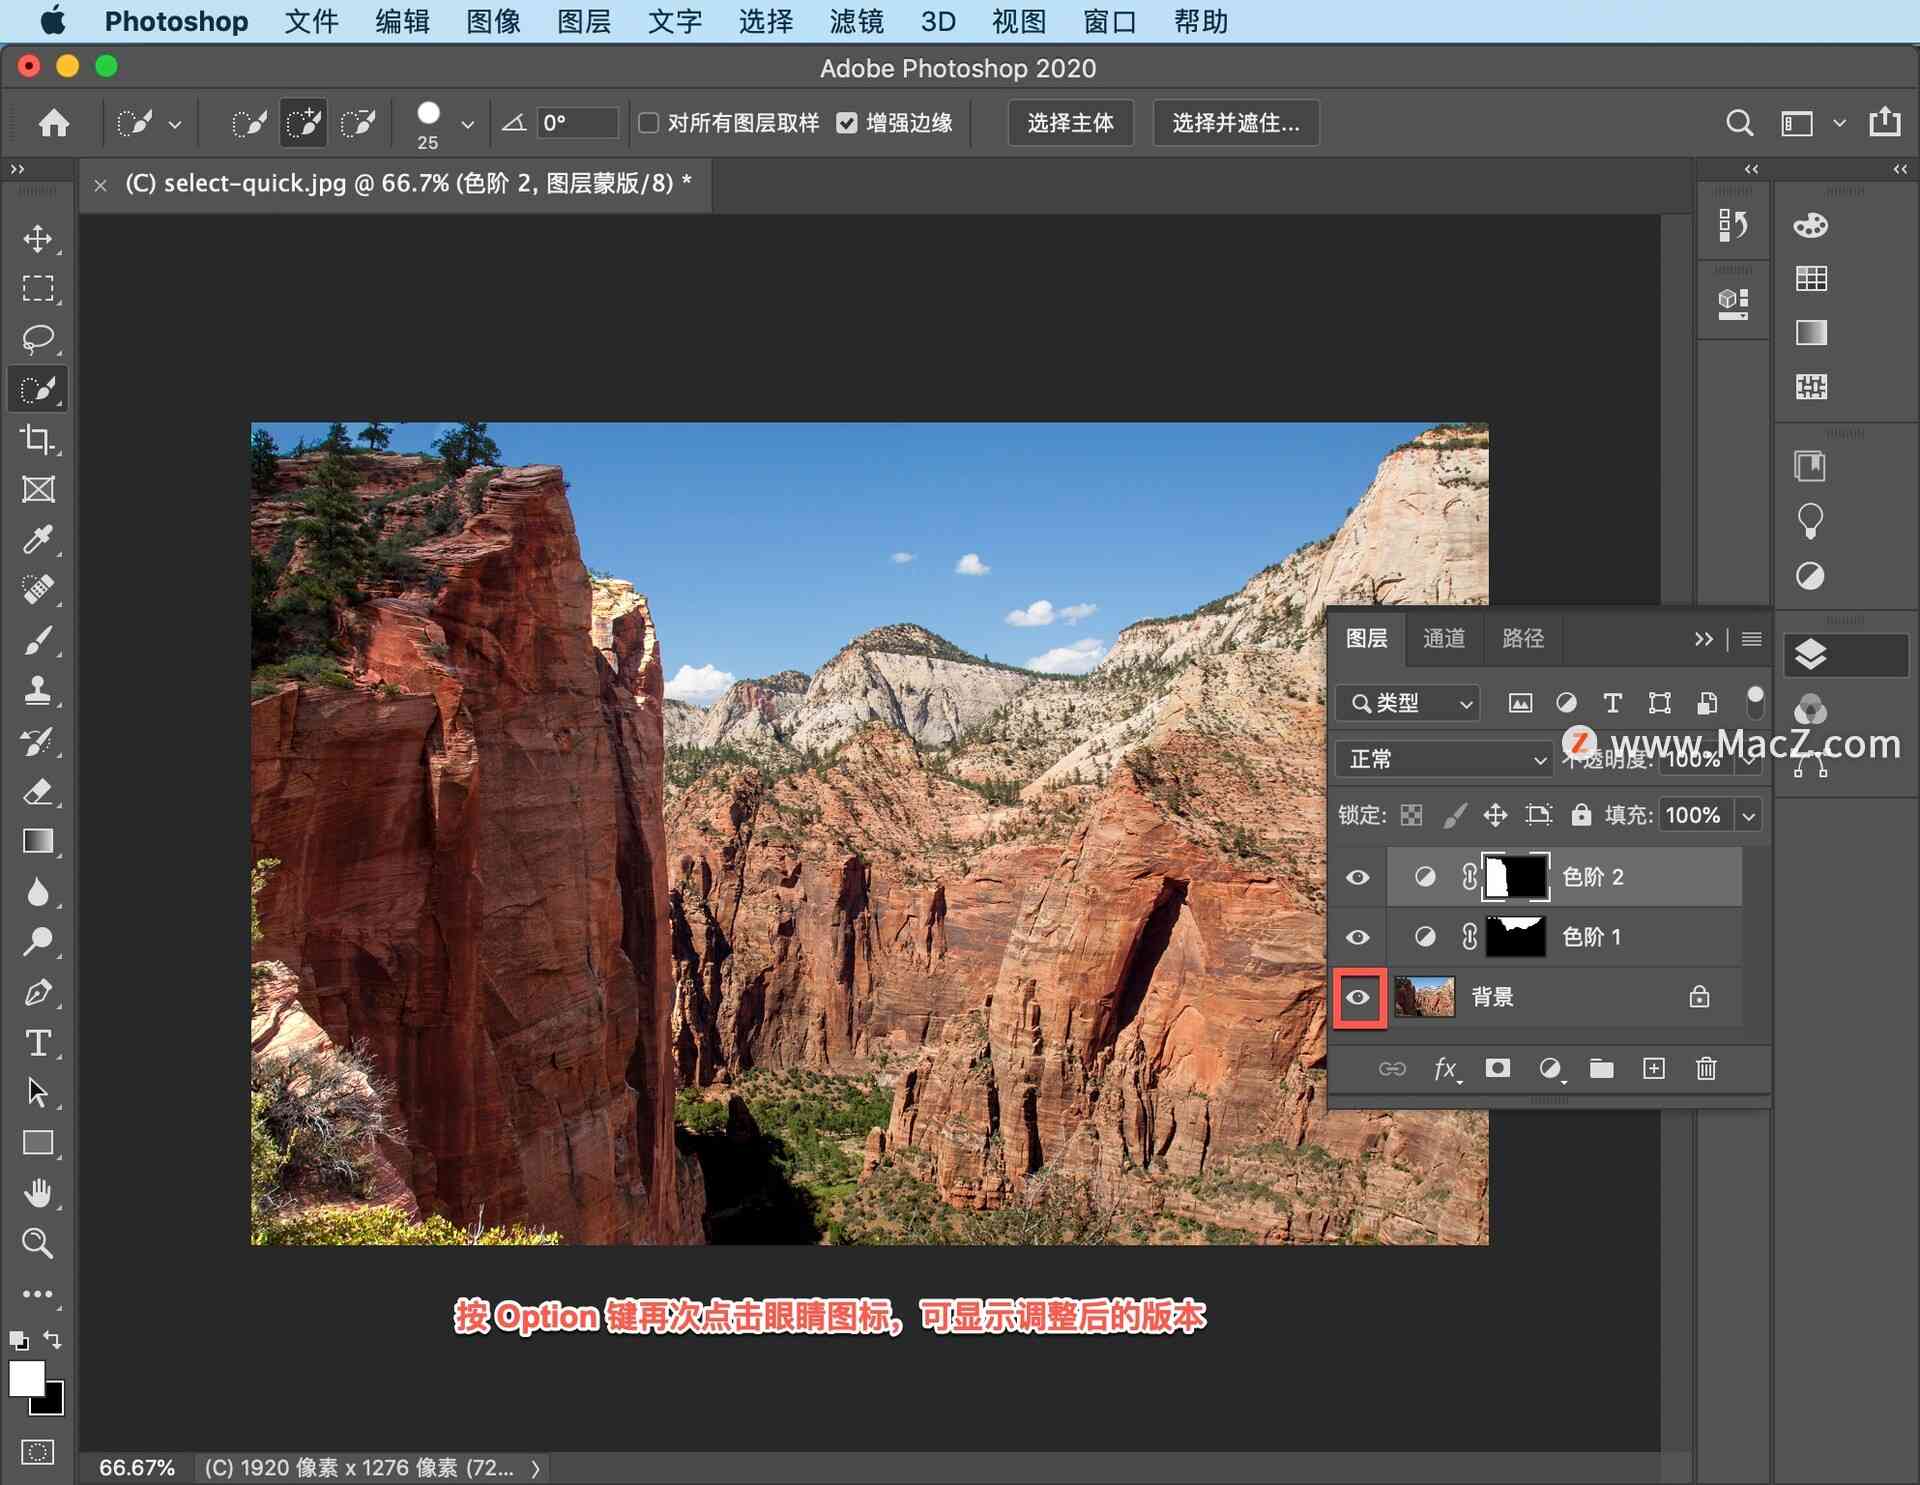 Photoshop 文件 编辑 图像 图层 文字 选择 滤镜 3D 视图 窗口 帮助
Adobe Photoshop 2020
25 0° 对所有图层取样 增强边缘 选择主体 选择并遮住...
(C) select-quick.jpg @ 66.7% (色阶 2, 图层蒙版/8) *
图层 通道 路径
类型
www.MacZ.com
正常 不透明度: 100%
锁定: 填充: 100%
色阶 2
色阶 1
背景
fx
按 Option 键再次点击眼睛图标，可显示调整后的版本
66.67% (C) 1920 像素 x 1276 像素 (72...